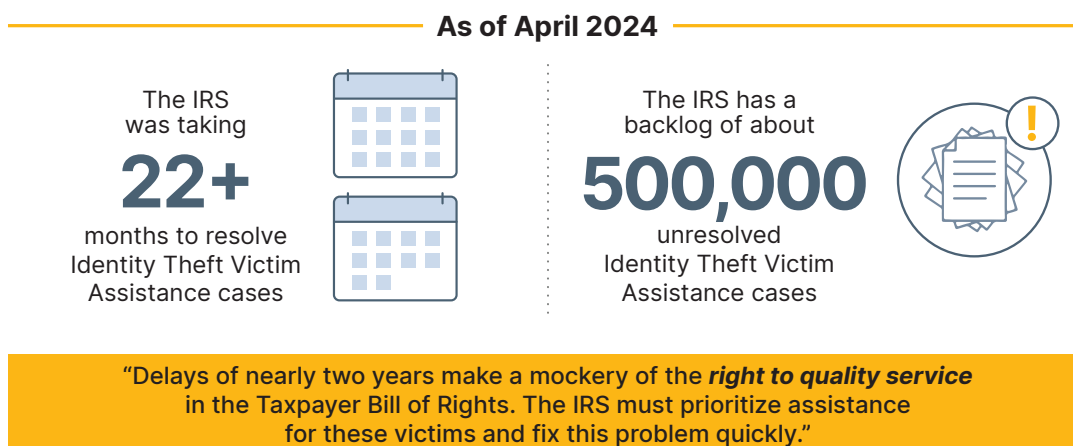 As of April 2024
The IRS
was taking
22+
months to resolve
Identity Theft Victim
Assistance cases
The IRS has a
backlog of about
500,000
unresolved
Identity Theft Victim
Assistance cases
!
“Delays of nearly two years make a mockery of the right to quality service
in the Taxpayer Bill of Rights. The IRS must prioritize assistance
for these victims and fix this problem quickly.”